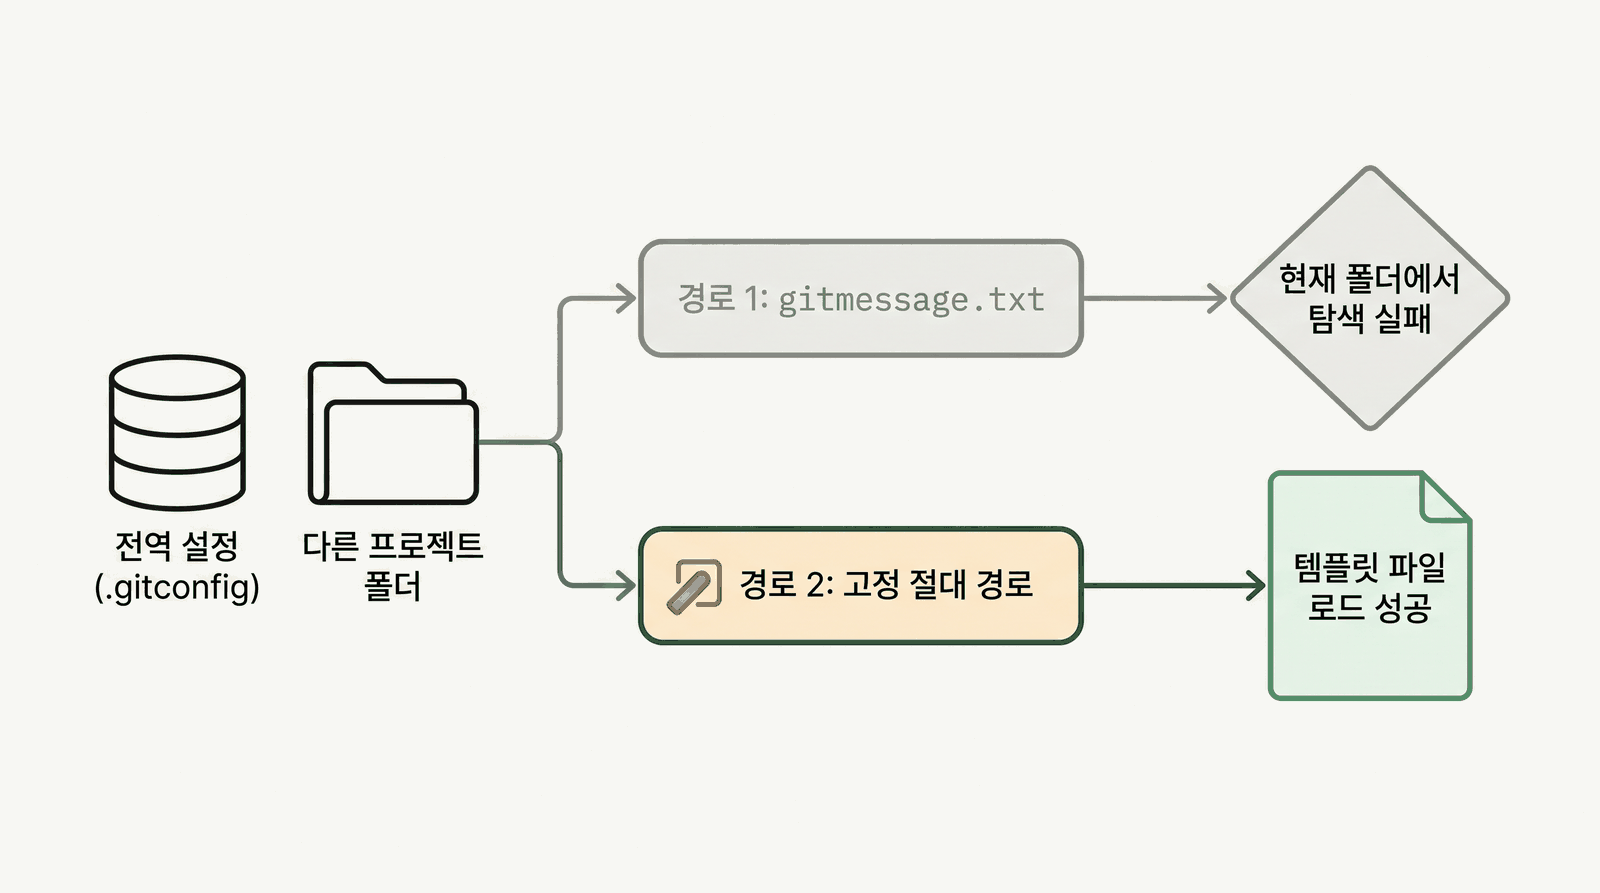 전역 설정
(.gitconfig)
다른 프로젝트
폴더
경로 1: gitmessage.txt
현재 폴더에서
탐색 실패
경로 2: 고정 절대 경로
템플릿 파일
로드 성공